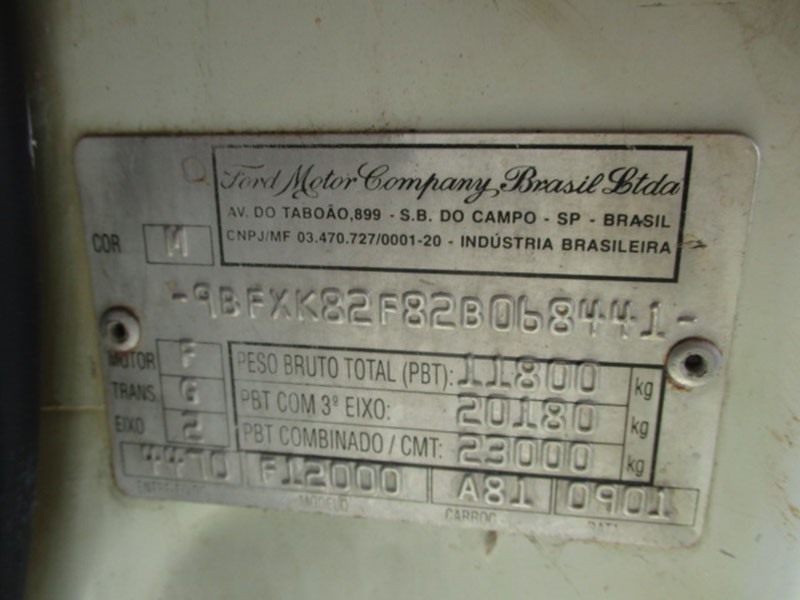 Ford Motor Company Brasil Ltda
AV. DO TABOÃO,899 - S.B. DO CAMPO - SP - BRASIL
CNPJ/MF 03.470.727/0001-20 - INDÚSTRIA BRASILEIRA
COR M
-9BFXK82F82B068441-
MOTOR F
TRANS. G
EIXO 2
PESO BRUTO TOTAL (PBT): 11800 kg
PBT COM 3º EIXO: 20180 kg
PBT COMBINADO / CMT: 23000 kg
4470 F12000 A81 0901
MODELO CARROC.